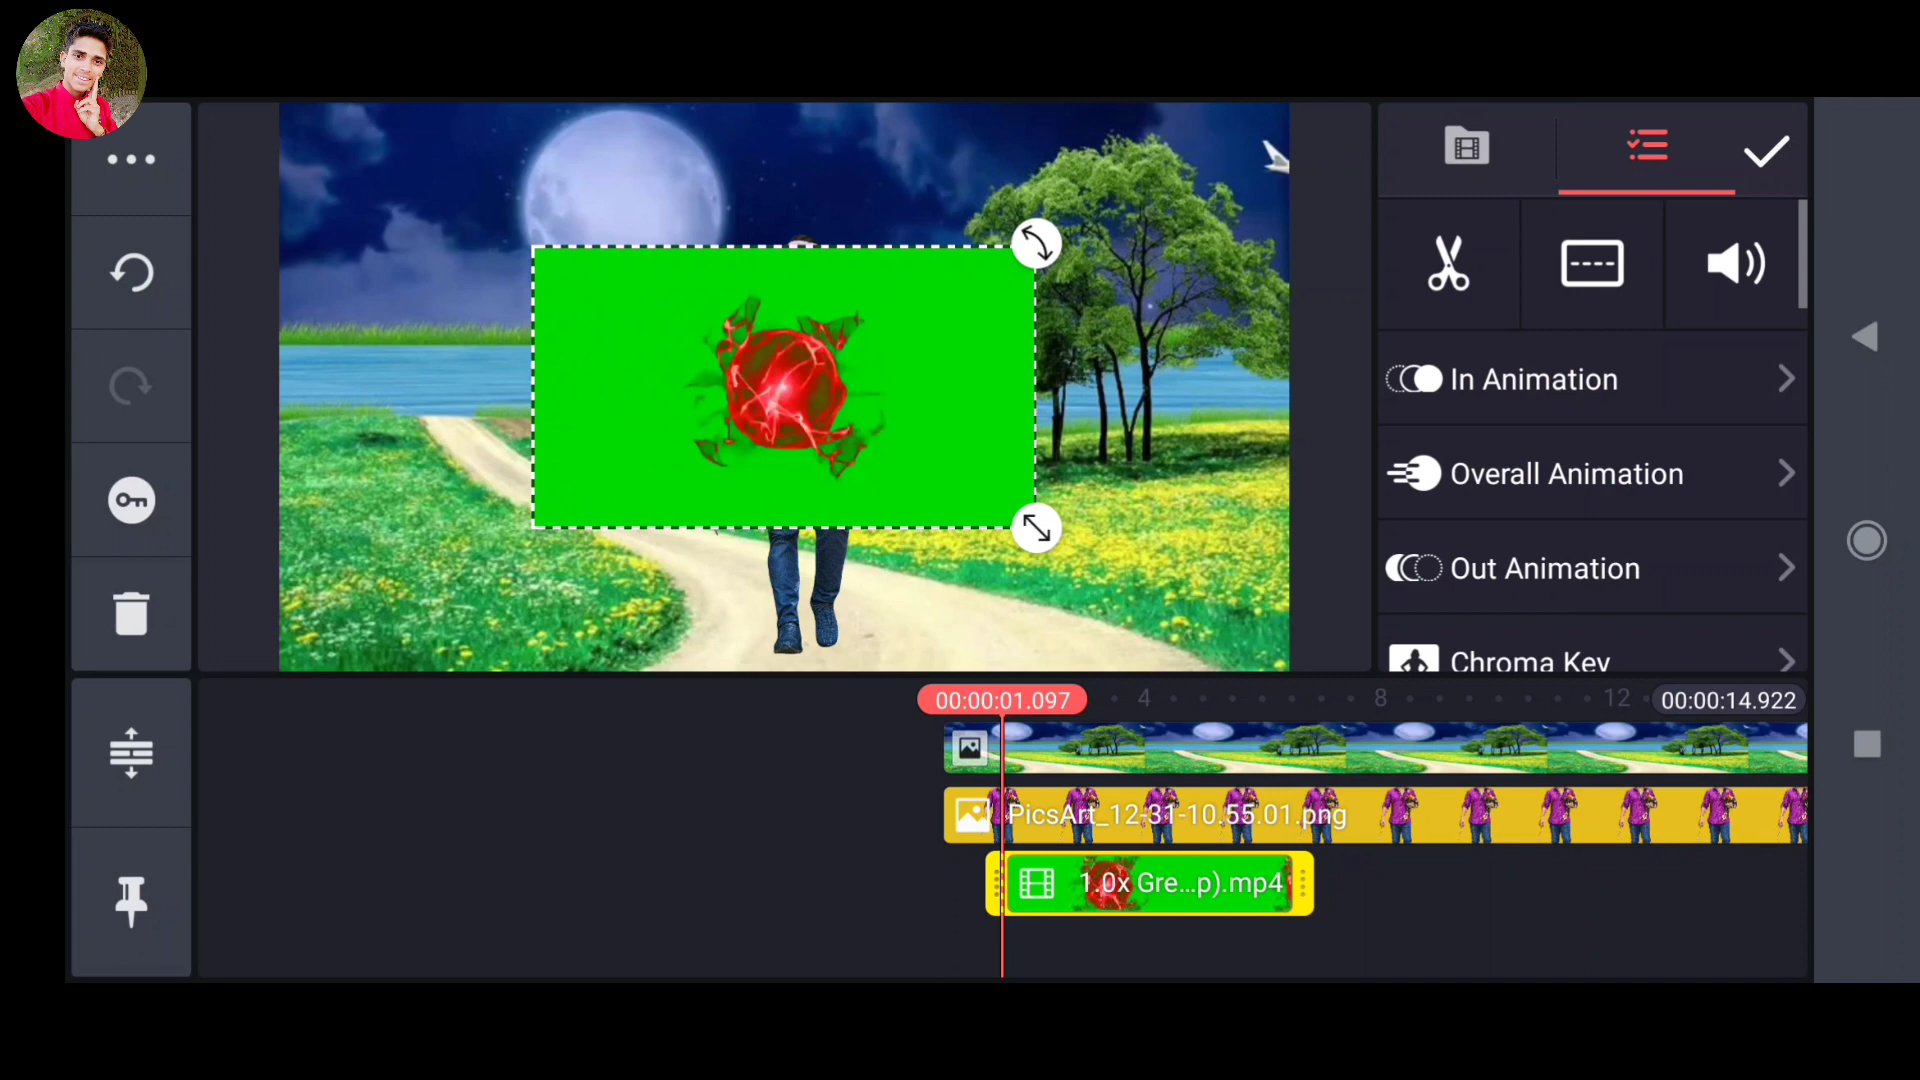 In Animation
Overall Animation
Out Animation
Chroma Key
00:00:01.097
4
8
12
00:00:14.922
PicsArt_12-31-10.55.01.png
1.0x Gre...p).mp4